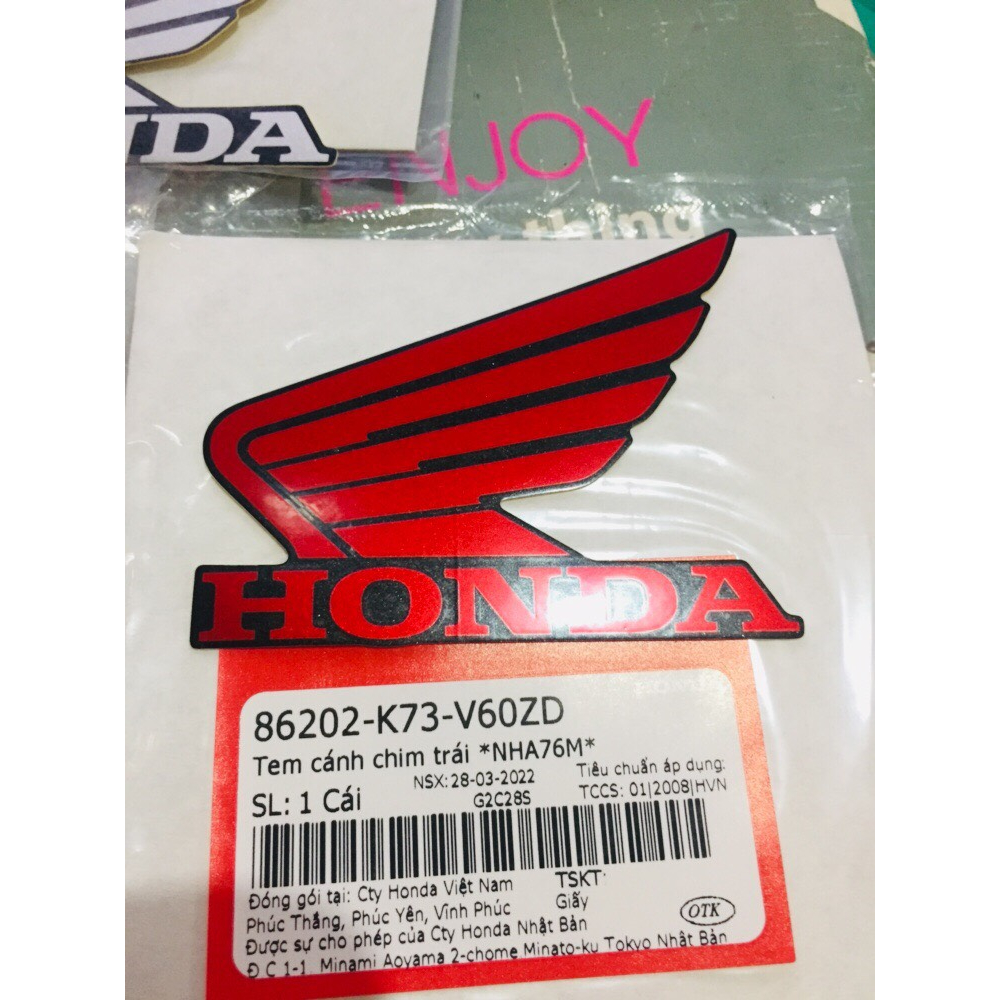 NDA
ENJOY
thing
HONDA
86202-K73-V60ZD
Tem cánh chim trái *NHA76M*
NSX: 28-03-2022
Tiêu chuẩn áp dụng:
SL: 1 Cái
G2C28S
TCCS: 01|2008|HVN
Đóng gói tại: Cty Honda Việt Nam
TSKT:
Phúc Thắng, Phúc Yên, Vĩnh Phúc
Giấy
OTK
Được sự cho phép của Cty Honda Nhật Bản
Đ C 1-1 Minami Aoyama 2-chome Minato-ku Tokyo Nhật Bản